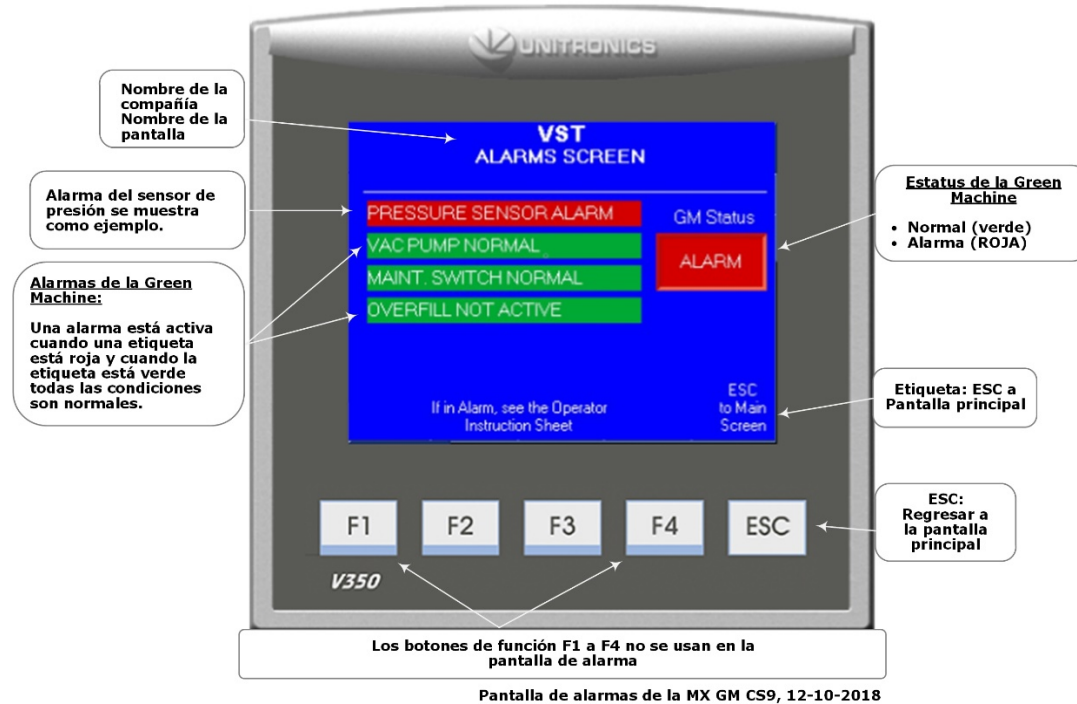 UNITRONICS
Nombre de la
compañía
Nombre de la
pantalla
VST
ALARMS SCREEN
Alarma del sensor de
presión se muestra
como ejemplo.
PRESSURE SENSOR ALARM
VAC PUMP NORMAL
MAINT. SWITCH NORMAL
OVERFILL NOT ACTIVE
GM Status
ALARM
Estatus de la Green
Machine
• Normal (verde)
• Alarma (ROJA)
Alarmas de la Green
Machine:
Una alarma está activa
cuando una etiqueta
está roja y cuando la
etiqueta está verde
todas las condiciones
son normales.
If in Alarm, see the Operator
Instruction Sheet
ESC
to Main
Screen
Etiqueta: ESC a
Pantalla principal
F1 F2 F3 F4 ESC
ESC:
Regresar a
la pantalla
principal
V350
Los botones de función F1 a F4 no se usan en la
pantalla de alarma
Pantalla de alarmas de la MX GM CS9, 12-10-2018